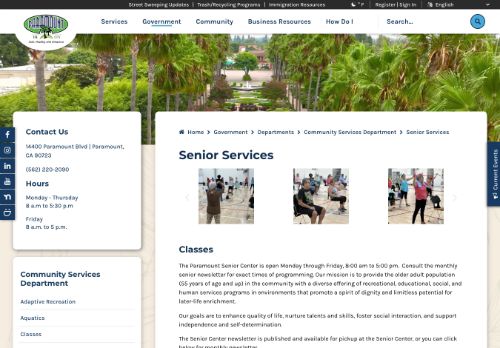 Street Sweeping Updates | Trash/Recycling Programs | Immigration Resources
°F | Register | Sign In
English
PARAMOUNT
Services Government Community Business Resources How Do I
Search...
Contact Us
14400 Paramount Blvd | Paramount,
CA 90723
(562) 220-2090
Hours
Monday - Thursday
8 a.m to 5:30 p.m
Friday
8 a.m. to 5 p.m.
Community Services
Department
Adaptive Recreation
Aquatics
Classes
Home > Government > Departments > Community Services Department > Senior Services
Senior Services
Classes
The Paramount Senior Center is open Monday through Friday, 8:00 am to 5:00 pm. Consult the monthly
senior newsletter for exact times of programming. Our mission is to provide the older adult population
(55 years of age and up) in the community with a diverse offering of recreational, educational, social, and
human services programs in environments that promote a spirit of dignity and limitless potential for
later-life enrichment.
Our goals are to enhance quality of life, nurture talents and skills, foster social interaction, and support
independence and self-determination.
The Senior Center newsletter is published and available for pickup at the Senior Center, or you can click
below for monthly newsletter.
Current Events